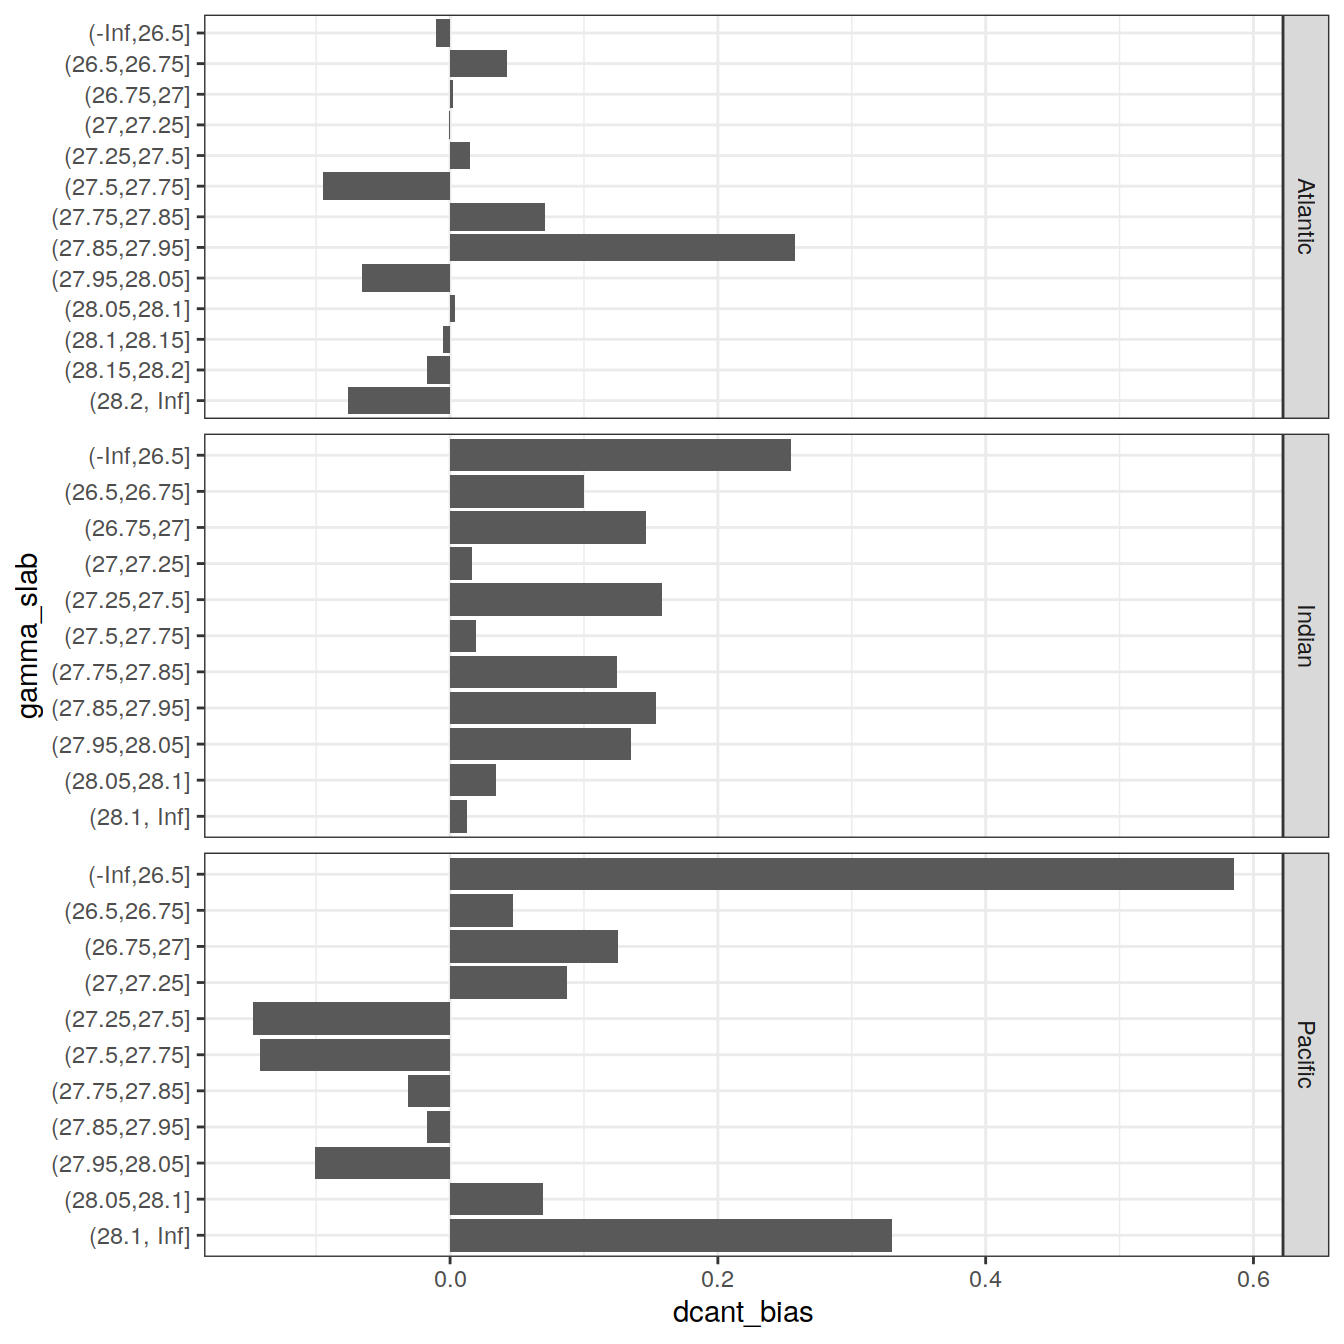 (-Inf,26.5]
(26.5,26.75]
(26.75,27]
(27,27.25]
(27.25,27.5]
(27.5,27.75]
(27.75,27.85]
(27.85,27.95]
(27.95,28.05]
(28.05,28.1]
(28.1,28.15]
(28.15,28.2]
(28.2, Inf]
Atlantic
(-Inf,26.5]
(26.5,26.75]
(26.75,27]
(27,27.25]
(27.25,27.5]
(27.5,27.75]
(27.75,27.85]
(27.85,27.95]
(27.95,28.05]
(28.05,28.1]
(28.1, Inf]
Indian
gamma_slab
(-Inf,26.5]
(26.5,26.75]
(26.75,27]
(27,27.25]
(27.25,27.5]
(27.5,27.75]
(27.75,27.85]
(27.85,27.95]
(27.95,28.05]
(28.05,28.1]
(28.1, Inf]
Pacific
0.0 0.2 0.4 0.6
dcant_bias